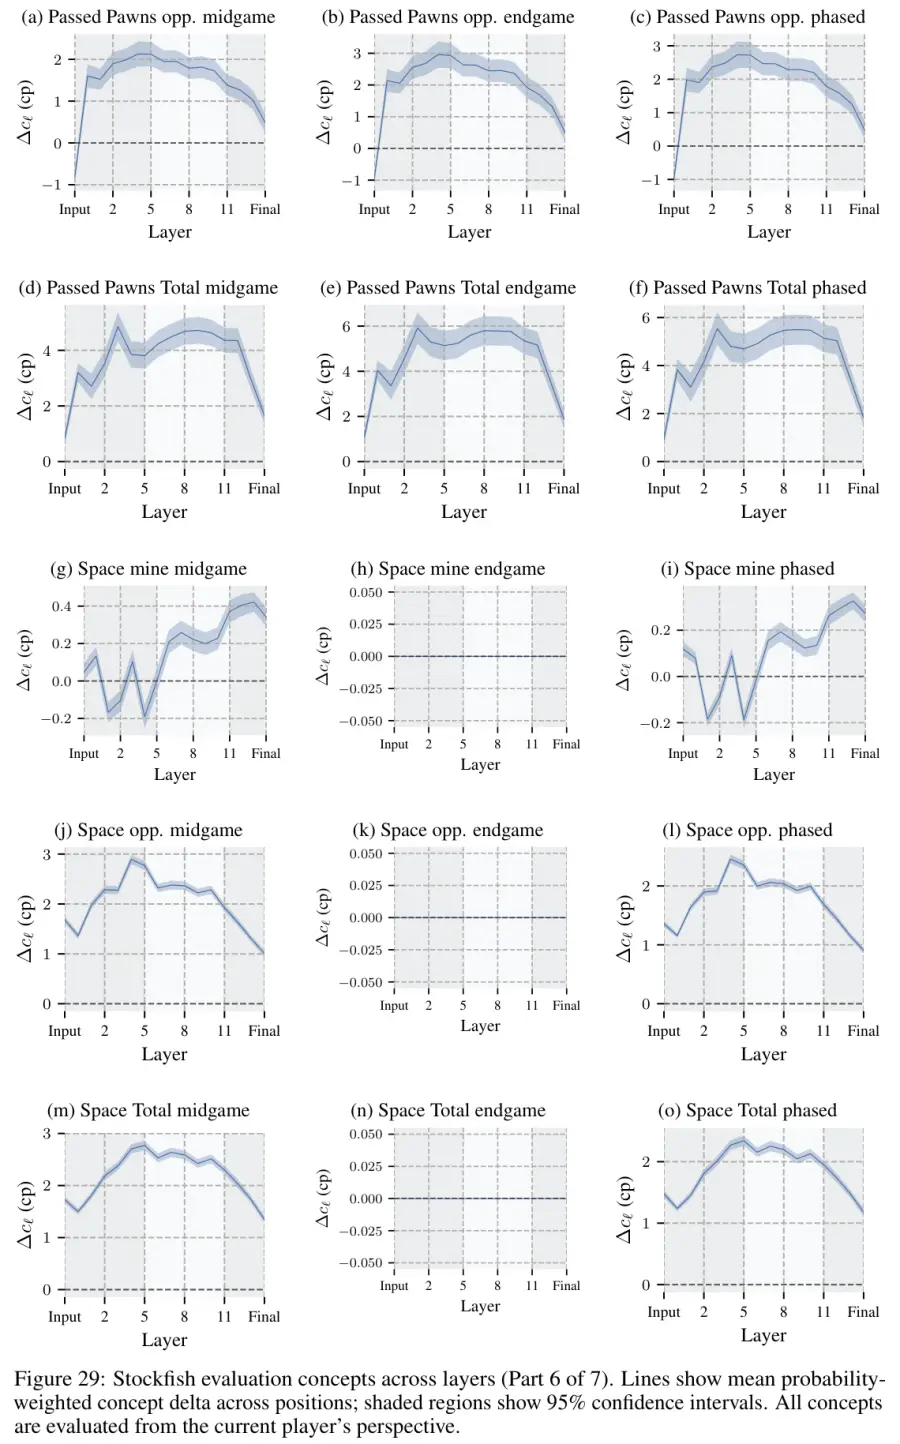 (a) Passed Pawns opp. midgame
(b) Passed Pawns opp. endgame
(c) Passed Pawns opp. phased
2
1
0
−1
Δcℓ (cp)
Input 2 5 8 11 Final
Layer
3
2
1
0
−1
Δcℓ (cp)
Input 2 5 8 11 Final
Layer
3
2
1
0
−1
Δcℓ (cp)
Input 2 5 8 11 Final
Layer
(d) Passed Pawns Total midgame
(e) Passed Pawns Total endgame
(f) Passed Pawns Total phased
4
2
0
Δcℓ (cp)
Input 2 5 8 11 Final
Layer
6
4
2
0
Δcℓ (cp)
Input 2 5 8 11 Final
Layer
6
4
2
0
Δcℓ (cp)
Input 2 5 8 11 Final
Layer
(g) Space mine midgame
(h) Space mine endgame
(i) Space mine phased
0.4
0.2
0.0
−0.2
Δcℓ (cp)
Input 2 5 8 11 Final
Layer
0.050
0.025
0.000
−0.025
−0.050
Δcℓ (cp)
Input 2 5 8 11 Final
Layer
0.2
0.0
−0.2
Δcℓ (cp)
Input 2 5 8 11 Final
Layer
(j) Space opp. midgame
(k) Space opp. endgame
(l) Space opp. phased
3
2
1
0
Δcℓ (cp)
Input 2 5 8 11 Final
Layer
0.050
0.025
0.000
−0.025
−0.050
Δcℓ (cp)
Input 2 5 8 11 Final
Layer
2
1
0
Δcℓ (cp)
Input 2 5 8 11 Final
Layer
(m) Space Total midgame
(n) Space Total endgame
(o) Space Total phased
3
2
1
0
Δcℓ (cp)
Input 2 5 8 11 Final
Layer
0.050
0.025
0.000
−0.025
−0.050
Δcℓ (cp)
Input 2 5 8 11 Final
Layer
2
1
0
Δcℓ (cp)
Input 2 5 8 11 Final
Layer
Figure 29: Stockfish evaluation concepts across layers (Part 6 of 7). Lines show mean probability-
weighted concept delta across positions; shaded regions show 95% confidence intervals. All concepts
are evaluated from the current player's perspective.